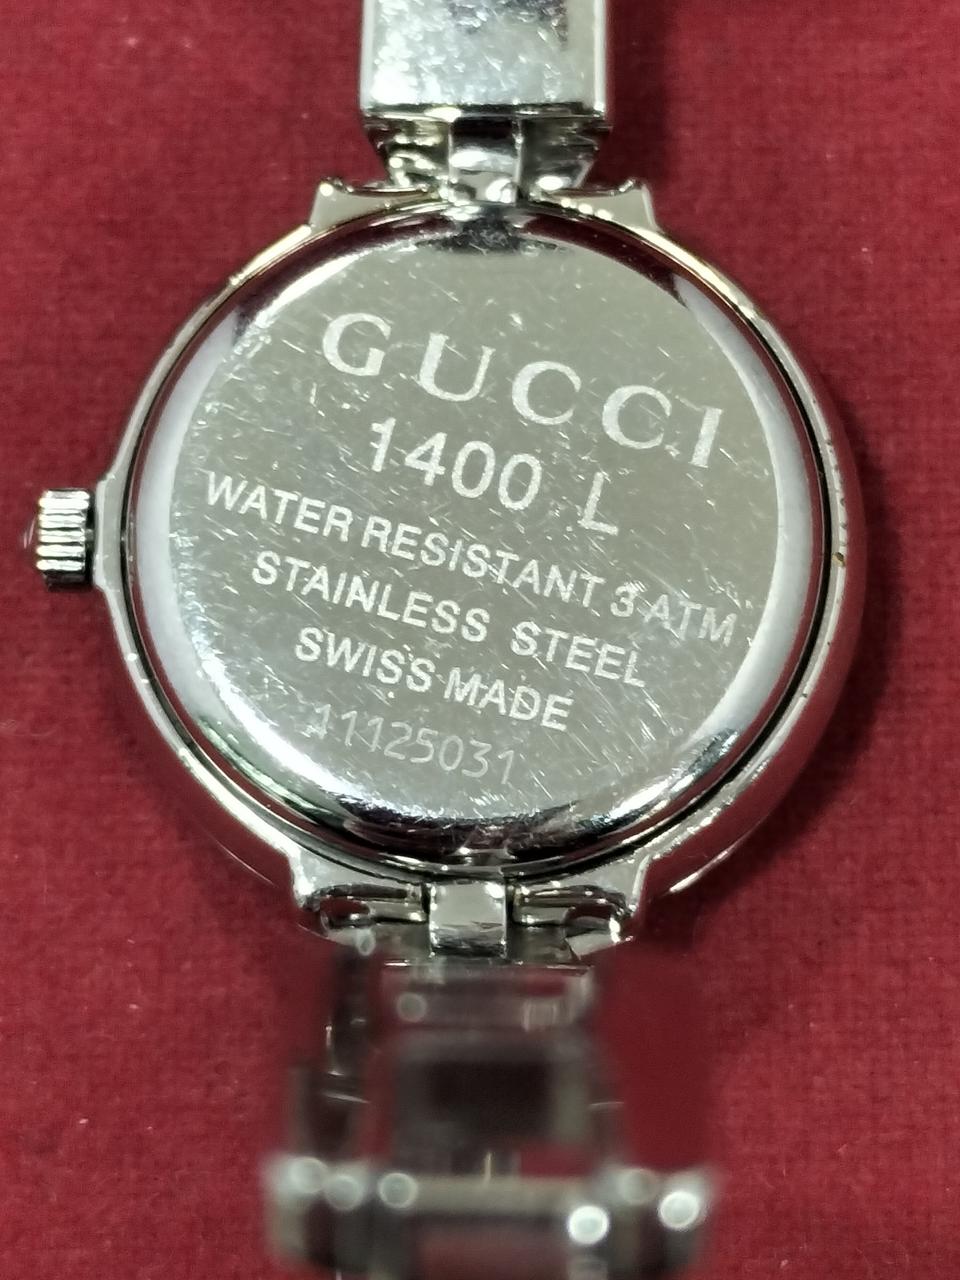 GUCCI
1400 L
WATER RESISTANT 3 ATM
STAINLESS STEEL
SWISS MADE
11125031